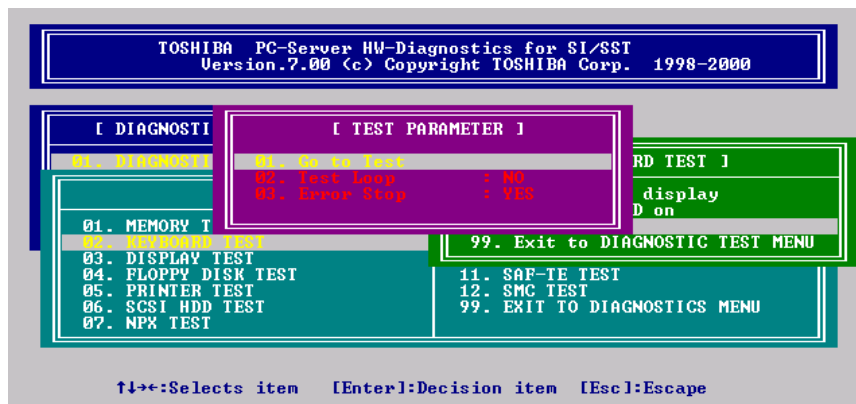 TOSHIBA PC-Server HW-Diagnostics for SI/SST
Version.7.00 (c) Copyright TOSHIBA Corp. 1998-2000
[ DIAGNOSTI
[ TEST PARAMETER ]
01. DIAGNOSTI
01. Go to Test
02. Test Loop : NO
03. Error Stop : YES
RD TEST ]
display
D on
99. Exit to DIAGNOSTIC TEST MENU
01. MEMORY T
02. KEYBOARD TEST
03. DISPLAY TEST
04. FLOPPY DISK TEST
05. PRINTER TEST
06. SCSI HDD TEST
07. NPX TEST
11. SAF-TE TEST
12. SMC TEST
99. EXIT TO DIAGNOSTICS MENU
↑↓→←:Selects item [Enter]:Decision item [Esc]:Escape